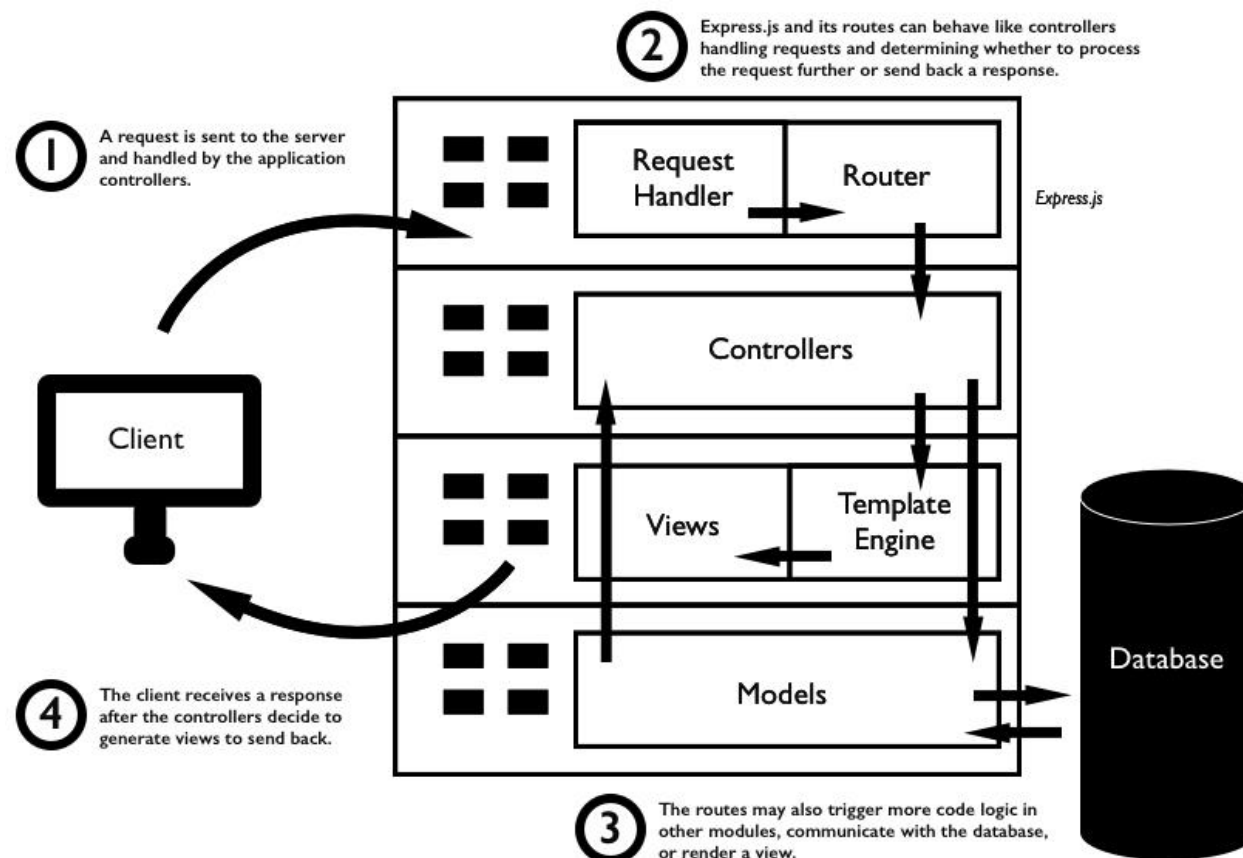 2
Express.js and its routes can behave like controllers
handling requests and determining whether to process
the request further or send back a response.
1
A request is sent to the server
and handled by the application
controllers.
Request
Handler
Router
Express.js
Controllers
Client
Views
Template
Engine
Database
Models
4
The client receives a response
after the controllers decide to
generate views to send back.
3
The routes may also trigger more code logic in
other modules, communicate with the database,
or render a view.